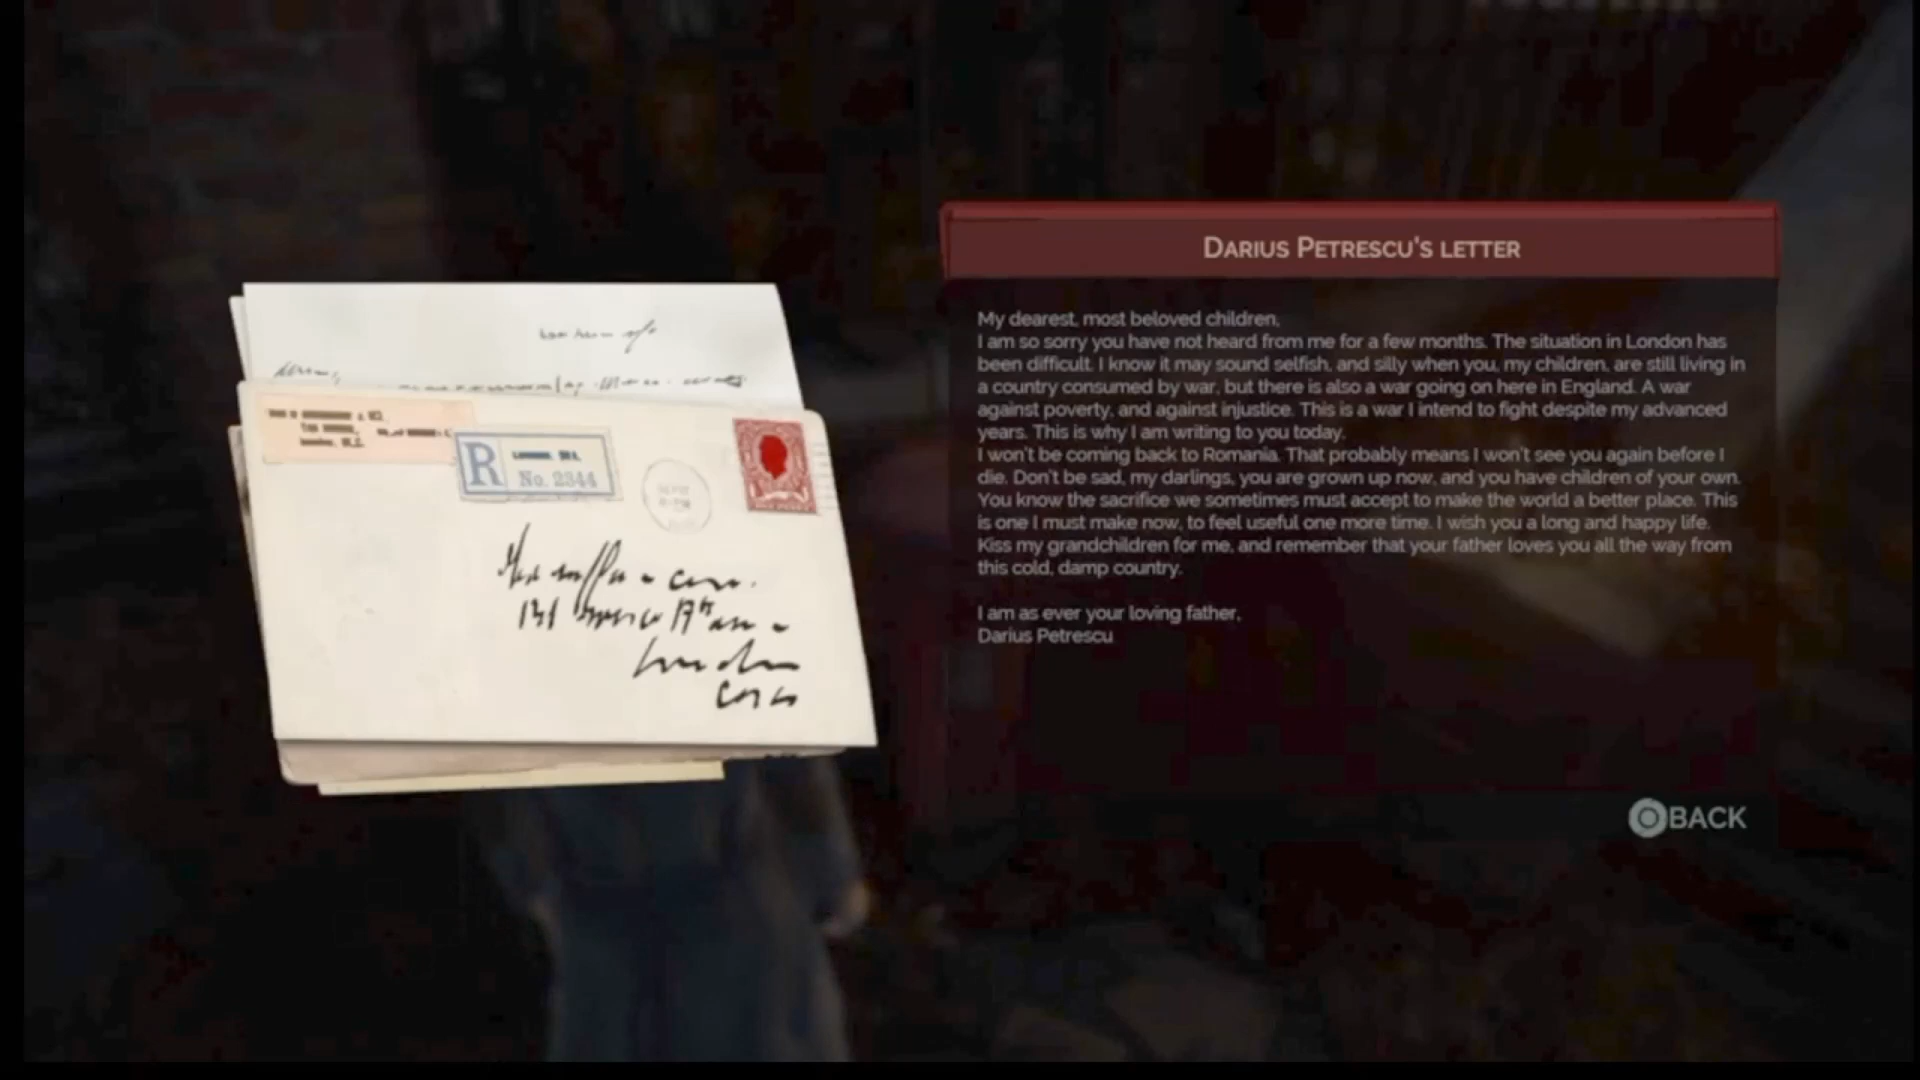 DARIUS PETRESCU'S LETTER
My dearest, most beloved children,
I am so sorry you have not heard from me for a few months. The situation in London has
been difficult. I know it may sound selfish, and silly when you, my children, are still living in
a country consumed by war, but there is also a war going on here in England. A war
against poverty, and against injustice. This is a war I intend to fight despite my advanced
years. This is why I am writing to you today.
I won't be coming back to Romania. That probably means I won't see you again before I
die. Don't be sad, my darlings, you are grown up now, and you have children of your own.
You know the sacrifice we sometimes must accept to make the world a better place. This
is one I must make now, to feel useful one more time. I wish you a long and happy life.
Kiss my grandchildren for me, and remember that your father loves you all the way from
this cold, damp country.
I am as ever your loving father,
Darius Petrescu
BACK
R
No. 2344